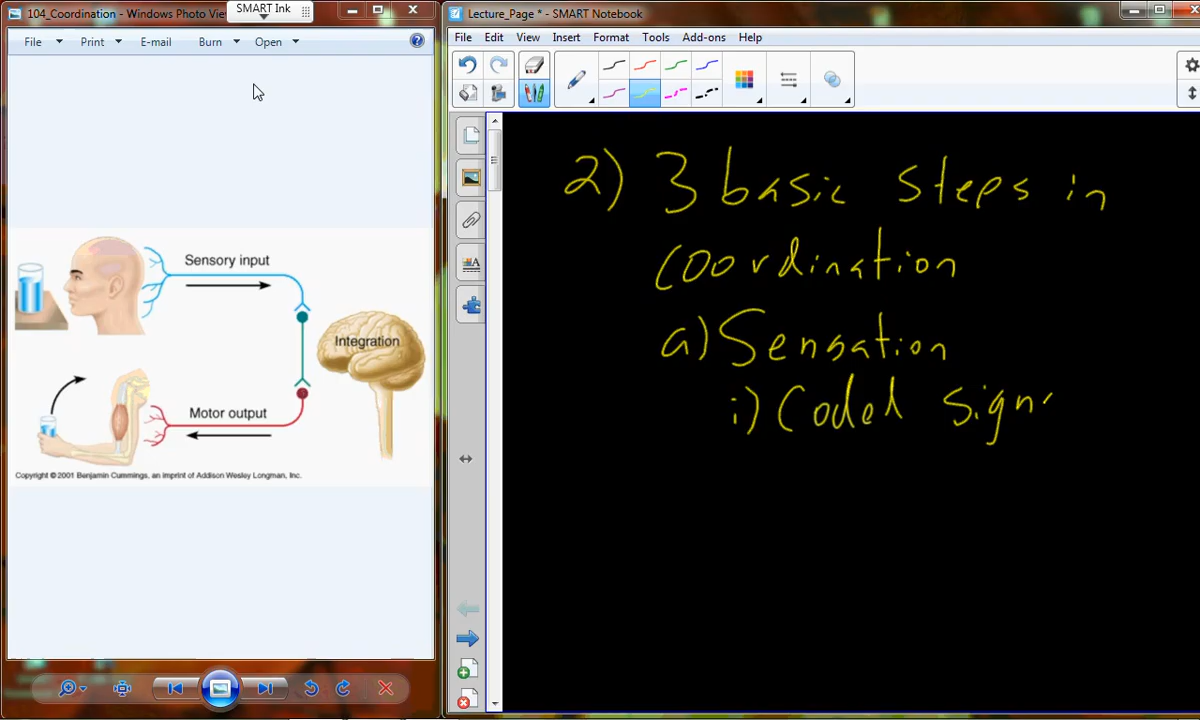 104_Coordination - Windows Photo Vie
SMART Ink
File Print E-mail Burn Open
Sensory input
Integration
Motor output
Copyright ©2001 Benjamin Cummings, an imprint of Addison Wesley Longman, Inc.
Lecture_Page * - SMART Notebook
File Edit View Insert Format Tools Add-ons Help
2) 3 basic steps in
coordination
a) Sensation
i) Coded sign